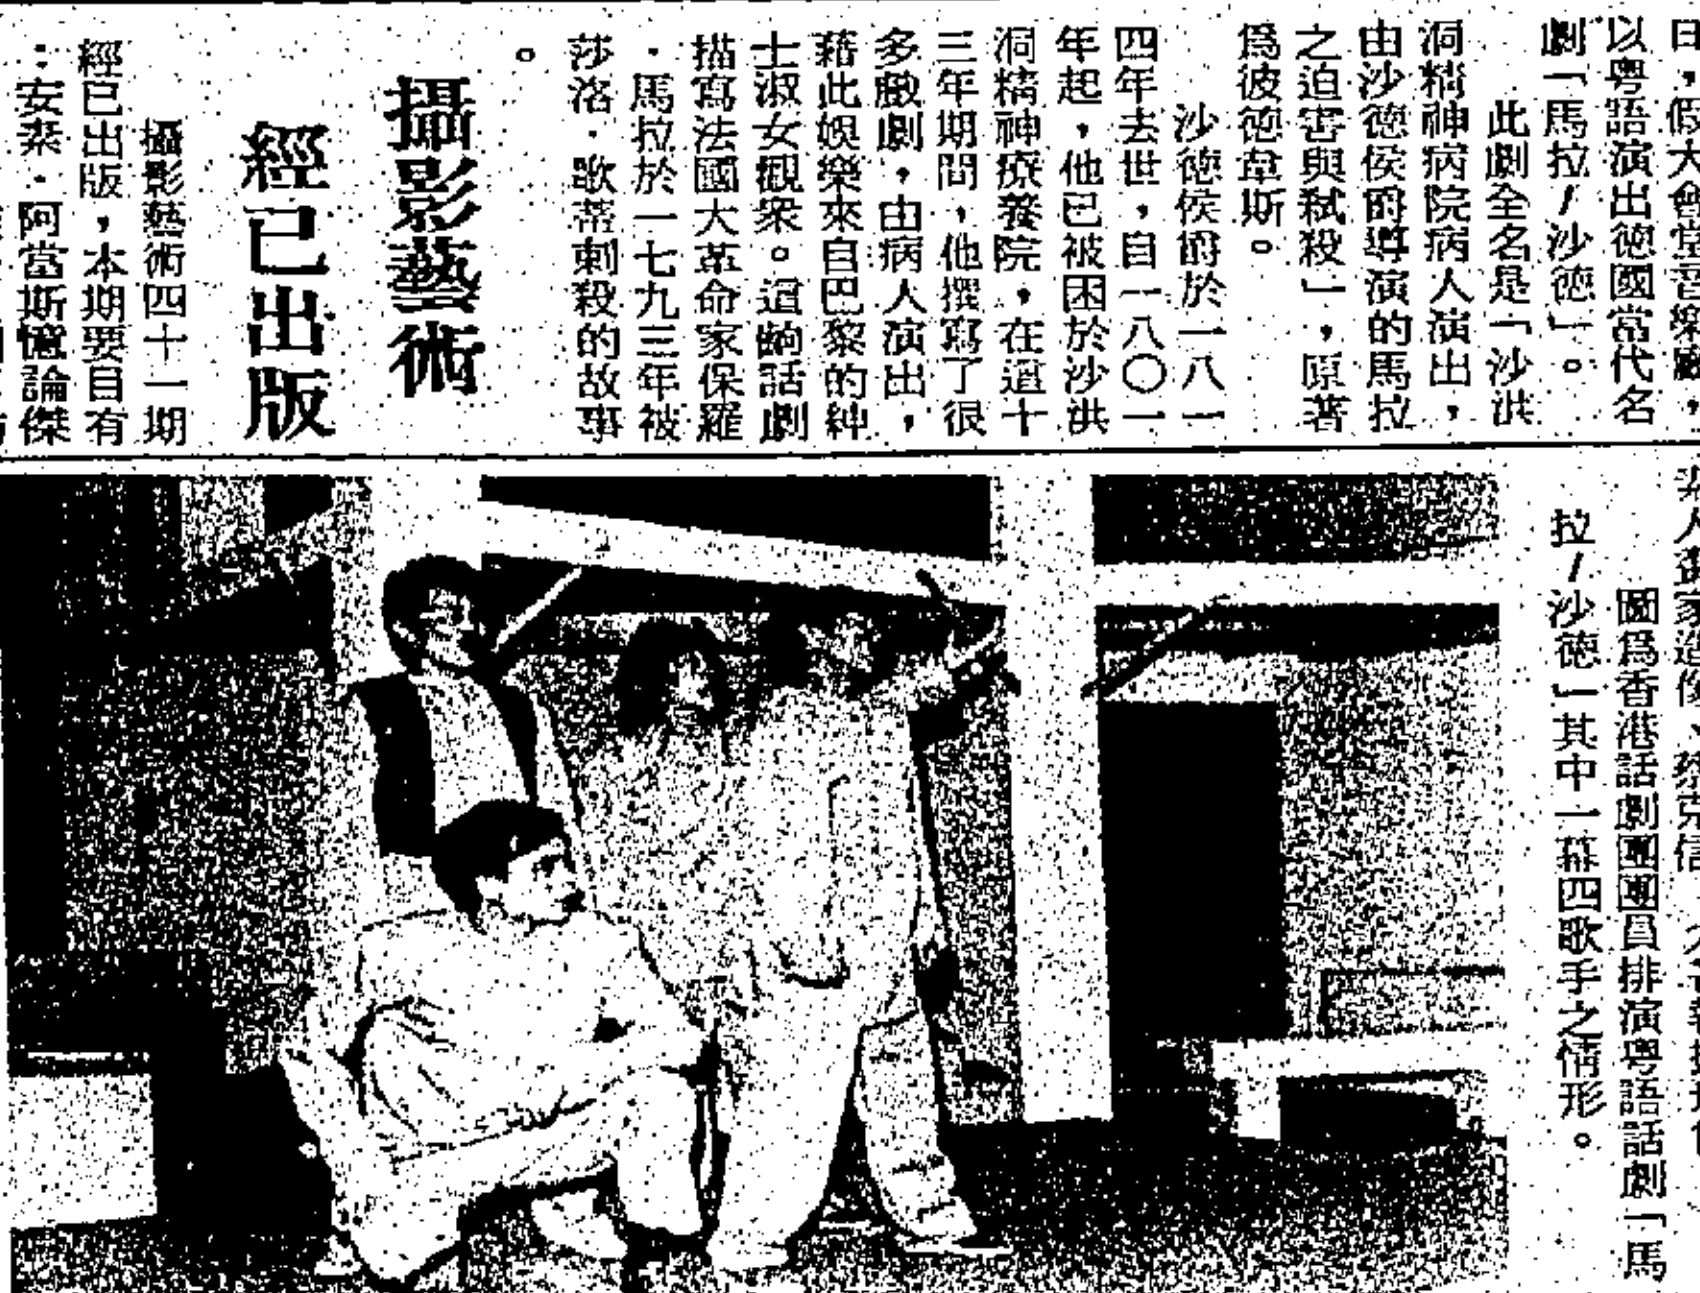 日，假大會堂音樂廳，
以粤語演出德國當代名
劇「馬拉／沙德」。
此劇全名是「沙洪
洞精神病院病人演出，
由沙德侯爵導演的馬拉
之迫害與弒殺」，原著
爲彼德韋斯。
沙德侯爵於一八一
四年去世，自一八〇一
年起，他已被困於沙洪
洞精神療養院，在這十
三年期間，他撰寫了很
多戲劇，由病人演出，
藉此娛樂來自巴黎的紳
士淑女觀衆。這齣話劇
描寫法國大革命家保羅
．馬拉於一七九三年被
莎洛．歌蒂刺殺的故事
。
攝影藝術
經已出版
攝影藝術四十一期
經已出版，本期要目有
：安素．阿當斯憶論傑
圖爲香港話劇團團員排演粤語話劇「馬
拉／沙德」其中一幕四歌手之情形。